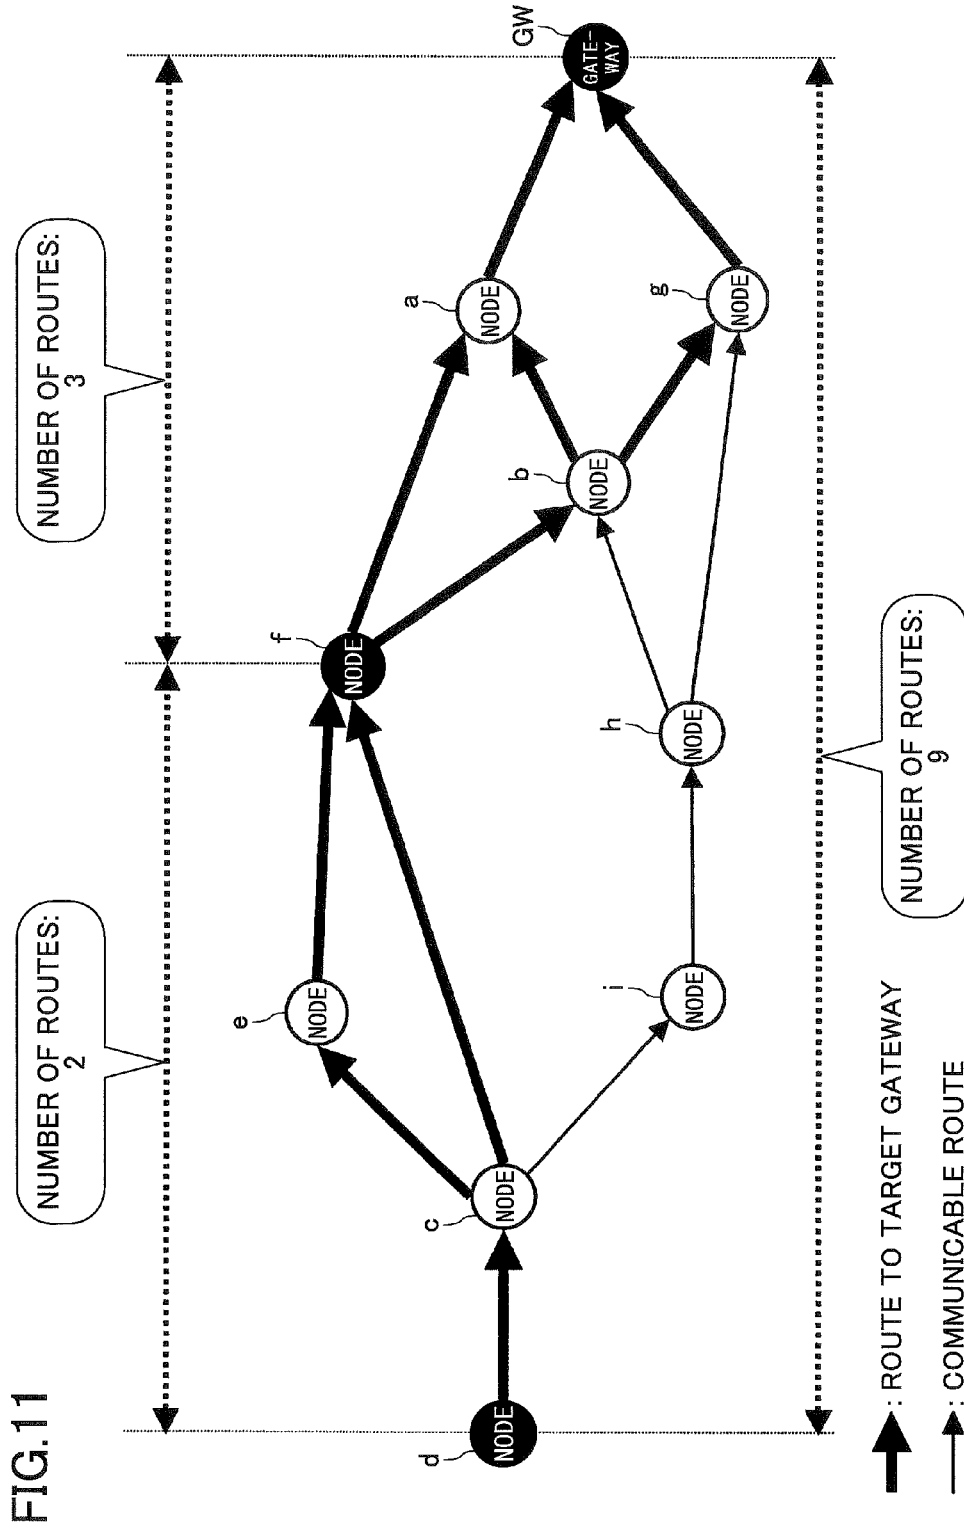 FIG.11
NUMBER OF ROUTES:
2
NUMBER OF ROUTES:
3
GW
GATE-
WAY
a
NODE
g
NODE
b
NODE
f
NODE
h
NODE
e
NODE
i
NODE
c
NODE
d
NODE
NUMBER OF ROUTES:
9
: ROUTE TO TARGET GATEWAY
: COMMUNICABLE ROUTE